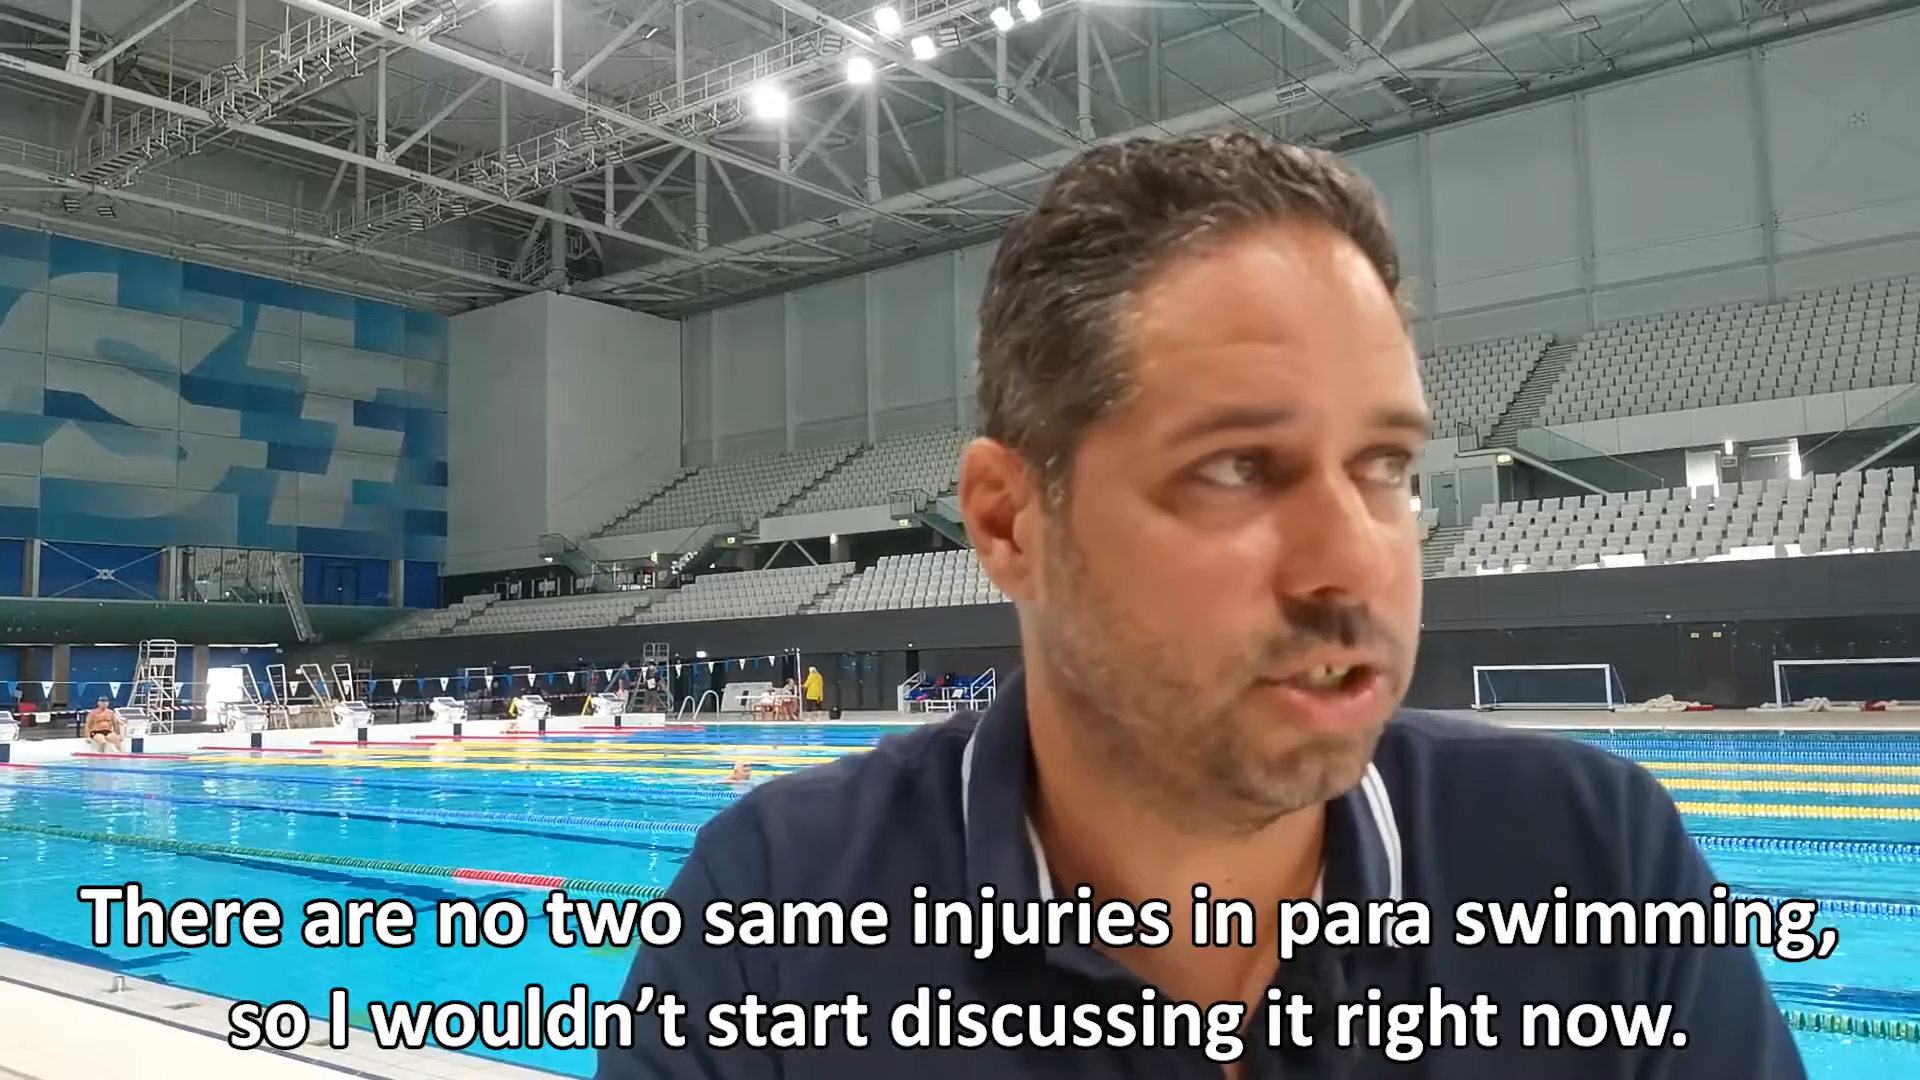 There are no two same injuries in para swimming,
so I wouldn’t start discussing it right now.